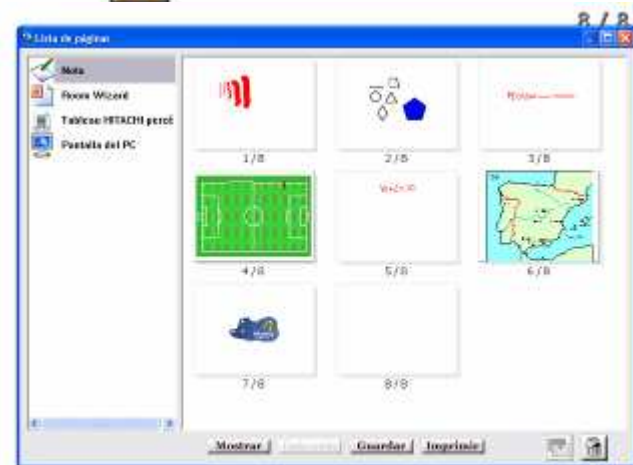 8 / 8
Lista de páginas
Nota
Room Wizard
Tableau HITACHI
Pantalla del PC
1/8
2/8
3/8
4/8
5/8
6/8
7/8
8/8
Mostrar
Guardar
Imprimir